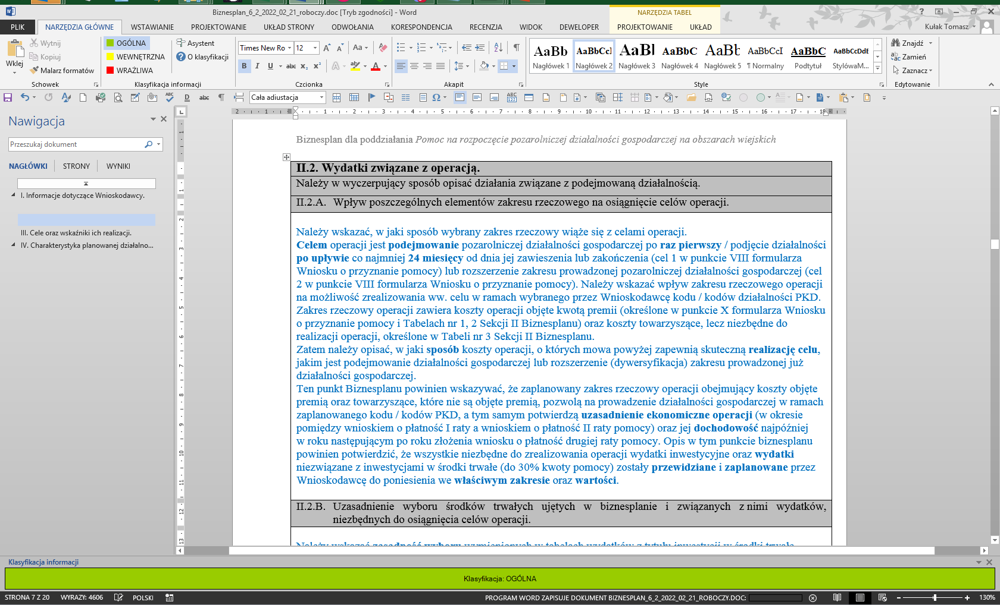 Biznesplan_6_2_2022_02_21_roboczy.doc [Tryb zgodności] - Word
NARZĘDZIA TABEL
PLIK
NARZĘDZIA GŁÓWNE
WSTAWIANIE
PROJEKTOWANIE
UKŁAD STRONY
ODWOŁANIA
KORESPONDENCJA
RECENZJA
WIDOK
DEWELOPER
PROJEKTOWANIE
UKŁAD
Kułak Tomasz
Wklej
Wytnij
Kopiuj
Malarz formatów
Schowek
OGÓLNA
WEWNĘTRZNA
WRAŻLIWA
Asystent
O klasyfikacji
Klasyfikacja informacji
Times New Ro
12
Czcionka
Akapit
AaBb
AaBbCcI
AaBl
AaBbC
AaBb
AaBbCcI
AaBbC
AaBbCcDdE
Nagłówek 1
Nagłówek 2
Nagłówek 3
Nagłówek 4
Nagłówek 5
¶ Normalny
Podtytuł
StylówaM...
Style
Znajdź
Zamień
Zaznacz
Edytowanie
Cała adiustacja
Nawigacja
Przeszukaj dokument
NAGŁÓWKI STRONY WYNIKI
I. Informacje dotyczące Wnioskodawcy.
III. Cele oraz wskaźniki ich realizacji.
IV. Charakterystyka planowanej działalno...
Biznesplan dla poddziałania Pomoc na rozpoczęcie pozarolniczej działalności gospodarczej na obszarach wiejskich
II.2. Wydatki związane z operacją.
Należy w wyczerpujący sposób opisać działania związane z podejmowaną działalnością.
II.2.A. Wpływ poszczególnych elementów zakresu rzeczowego na osiągnięcie celów operacji.
Należy wskazać, w jaki sposób wybrany zakres rzeczowy wiąże się z celami operacji.
Celem operacji jest podejmowanie pozarolniczej działalności gospodarczej po raz pierwszy / podjęcie działalności
po upływie co najmniej 24 miesięcy od dnia jej zawieszenia lub zakończenia (cel 1 w punkcie VIII formularza
Wniosku o przyznanie pomocy) lub rozszerzenie zakresu prowadzonej pozarolniczej działalności gospodarczej (cel
2 w punkcie VIII formularza Wniosku o przyznanie pomocy). Należy wskazać wpływ zakresu rzeczowego operacji
na możliwość zrealizowania ww. celu w ramach wybranego przez Wnioskodawcę kodu / kodów działalności PKD.
Zakres rzeczowy operacji zawiera koszty operacji objęte kwotą premii (określone w punkcie X formularza Wniosku
o przyznanie pomocy i Tabelach nr 1, 2 Sekcji II Biznesplanu) oraz koszty towarzyszące, lecz niezbędne do
realizacji operacji, określone w Tabeli nr 3 Sekcji II Biznesplanu.
Zatem należy opisać, w jaki sposób koszty operacji, o których mowa powyżej zapewnią skuteczną realizację celu,
jakim jest podejmowanie działalności gospodarczej lub rozszerzenie (dywersyfikacja) zakresu prowadzonej już
działalności gospodarczej.
Ten punkt Biznesplanu powinien wskazywać, że zaplanowany zakres rzeczowy operacji obejmujący koszty objęte
premią oraz towarzyszące, które nie są objęte premią, pozwolą na prowadzenie działalności gospodarczej w ramach
zaplanowanego kodu / kodów PKD, a tym samym potwierdzą uzasadnienie ekonomiczne operacji (w okresie
pomiędzy wnioskiem o płatność I raty a wnioskiem o płatność II raty pomocy) oraz jej dochodowość najpóźniej
w roku następującym po roku złożenia wniosku o płatność drugiej raty pomocy. Opis w tym punkcie biznesplanu
powinien potwierdzić, że wszystkie niezbędne do zrealizowania operacji wydatki inwestycyjne oraz wydatki
niezwiązane z inwestycjami w środki trwałe (do 30% kwoty pomocy) zostały przewidziane i zaplanowane przez
Wnioskodawcę do poniesienia we właściwym zakresie oraz wartości.
II.2.B. Uzasadnienie wyboru środków trwałych ujętych w biznesplanie i związanych z nimi wydatków,
niezbędnych do osiągnięcia celów operacji.
Należy wskazać zasadność wyboru wymienionych w tabelach wydatków z tytułu inwestycji w środki trwałe
Klasyfikacja informacji
Klasyfikacja: OGÓLNA
STRONA 7 Z 20 WYRAZY: 4606 POLSKI
PROGRAM WORD ZAPISUJE DOKUMENT BIZNESPLAN_6_2_2022_02_21_ROBOCZY.DOC:
130%